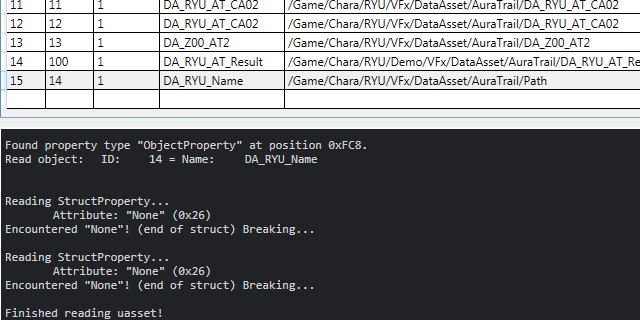 11 11 1 DA_RYU_AT_CA02 /Game/Chara/RYU/VFx/DataAsset/AuraTrail/DA_RYU_AT_CA02
12 12 1 DA_RYU_AT_CA02 /Game/Chara/RYU/VFx/DataAsset/AuraTrail/DA_RYU_AT_CA02
13 13 1 DA_Z00_AT2 /Game/Chara/RYU/VFx/DataAsset/AuraTrail/DA_Z00_AT2
14 100 1 DA_RYU_AT_Result /Game/Chara/RYU/Demo/VFx/DataAsset/AuraTrail/DA_RYU_AT_Re
15 14 1 DA_RYU_Name /Game/Chara/RYU/VFx/DataAsset/AuraTrail/Path
Found property type "ObjectProperty" at position 0xFC8.
Read object: ID: 14 = Name: DA_RYU_Name
Reading StructProperty...
Attribute: "None" (0x26)
Encountered "None"! (end of struct) Breaking...
Reading StructProperty...
Attribute: "None" (0x26)
Encountered "None"! (end of struct) Breaking...
Finished reading uasset!